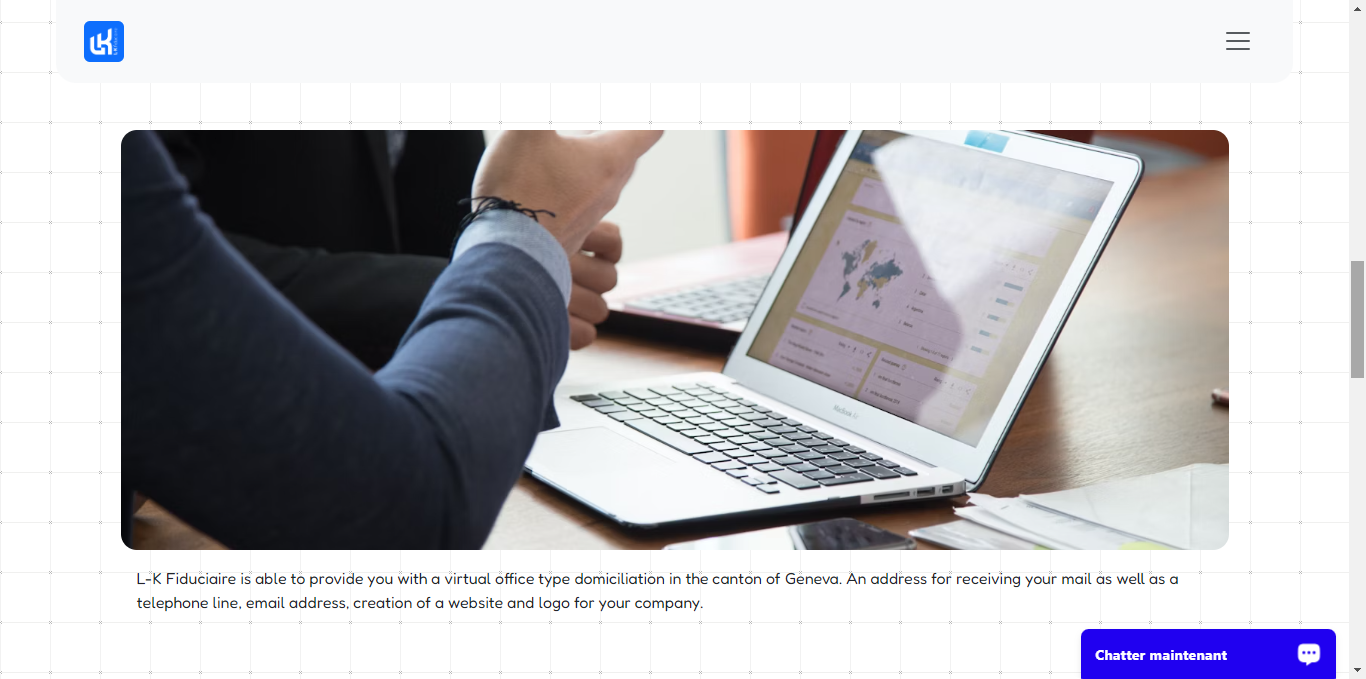 LK
L-K Fiduciaire is able to provide you with a virtual office type domiciliation in the canton of Geneva. An address for receiving your mail as well as a
telephone line, email address, creation of a website and logo for your company.
Chatter maintenant